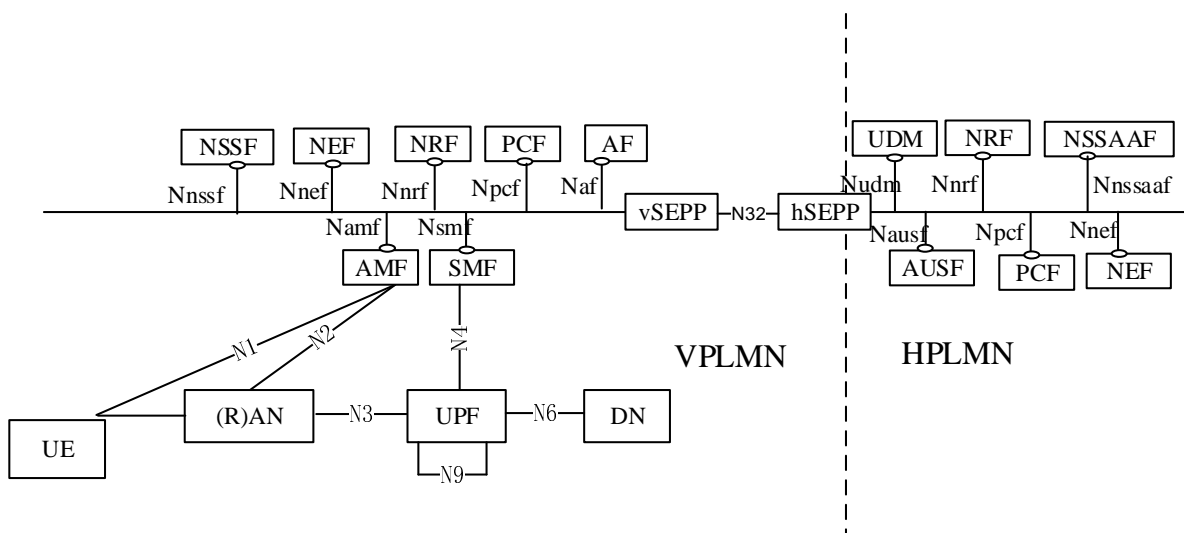 NSSF
NEF
NRF
PCF
AF
UDM
NRF
NSSAAF
Nnssf
Nnef
Nnrf
Npcf
Naf
Nudm
Nnrf
Nnssaaf
vSEPP
N32
hSEPP
Namf
Nsmf
Nausf
Npcf
Nnef
AMF
SMF
AUSF
PCF
NEF
N1
N2
N4
VPLMN
HPLMN
UE
(R)AN
N3
UPF
N6
DN
N9